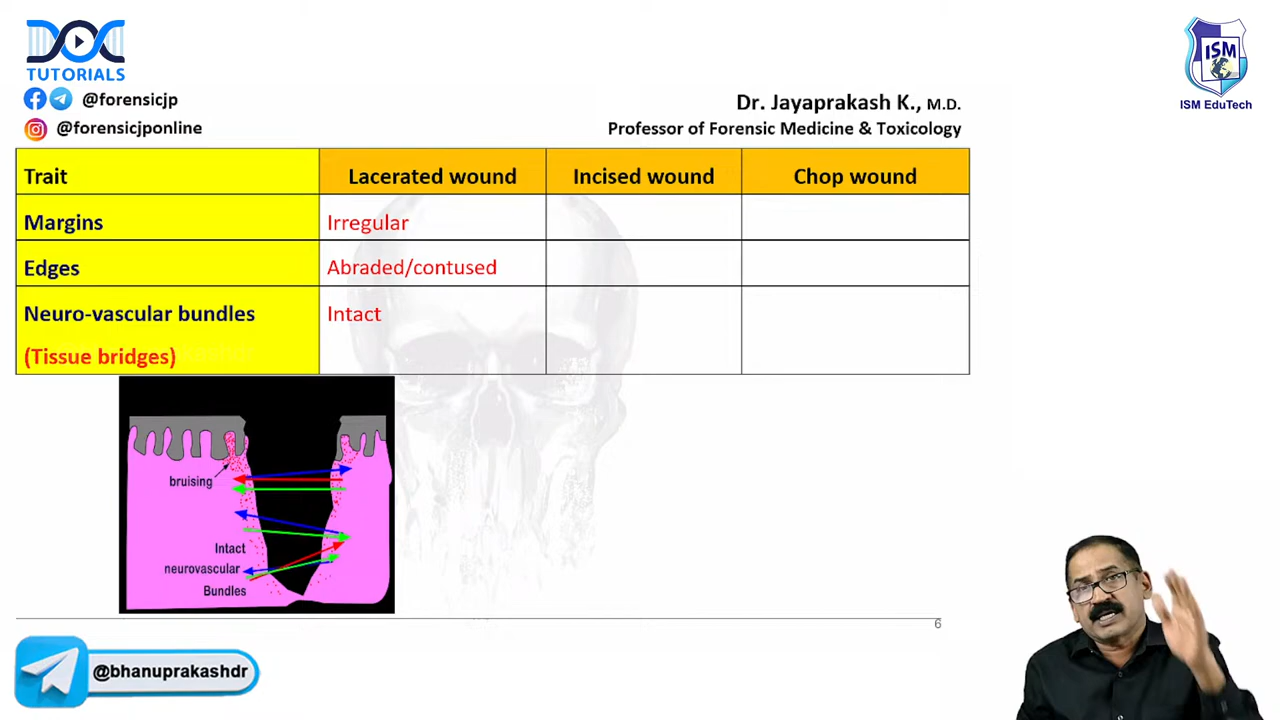 TUTORIALS
@forensicjp
@forensicjponline
ISM
ISM EduTech
Dr. Jayaprakash K., M.D.
Professor of Forensic Medicine & Toxicology
Trait Lacerated wound Incised wound Chop wound
Margins Irregular
Edges Abraded/contused
Neuro-vascular bundles Intact
(Tissue bridges)
bruising
Intact
neurovascular
Bundles
6
@bhanuprakashdr